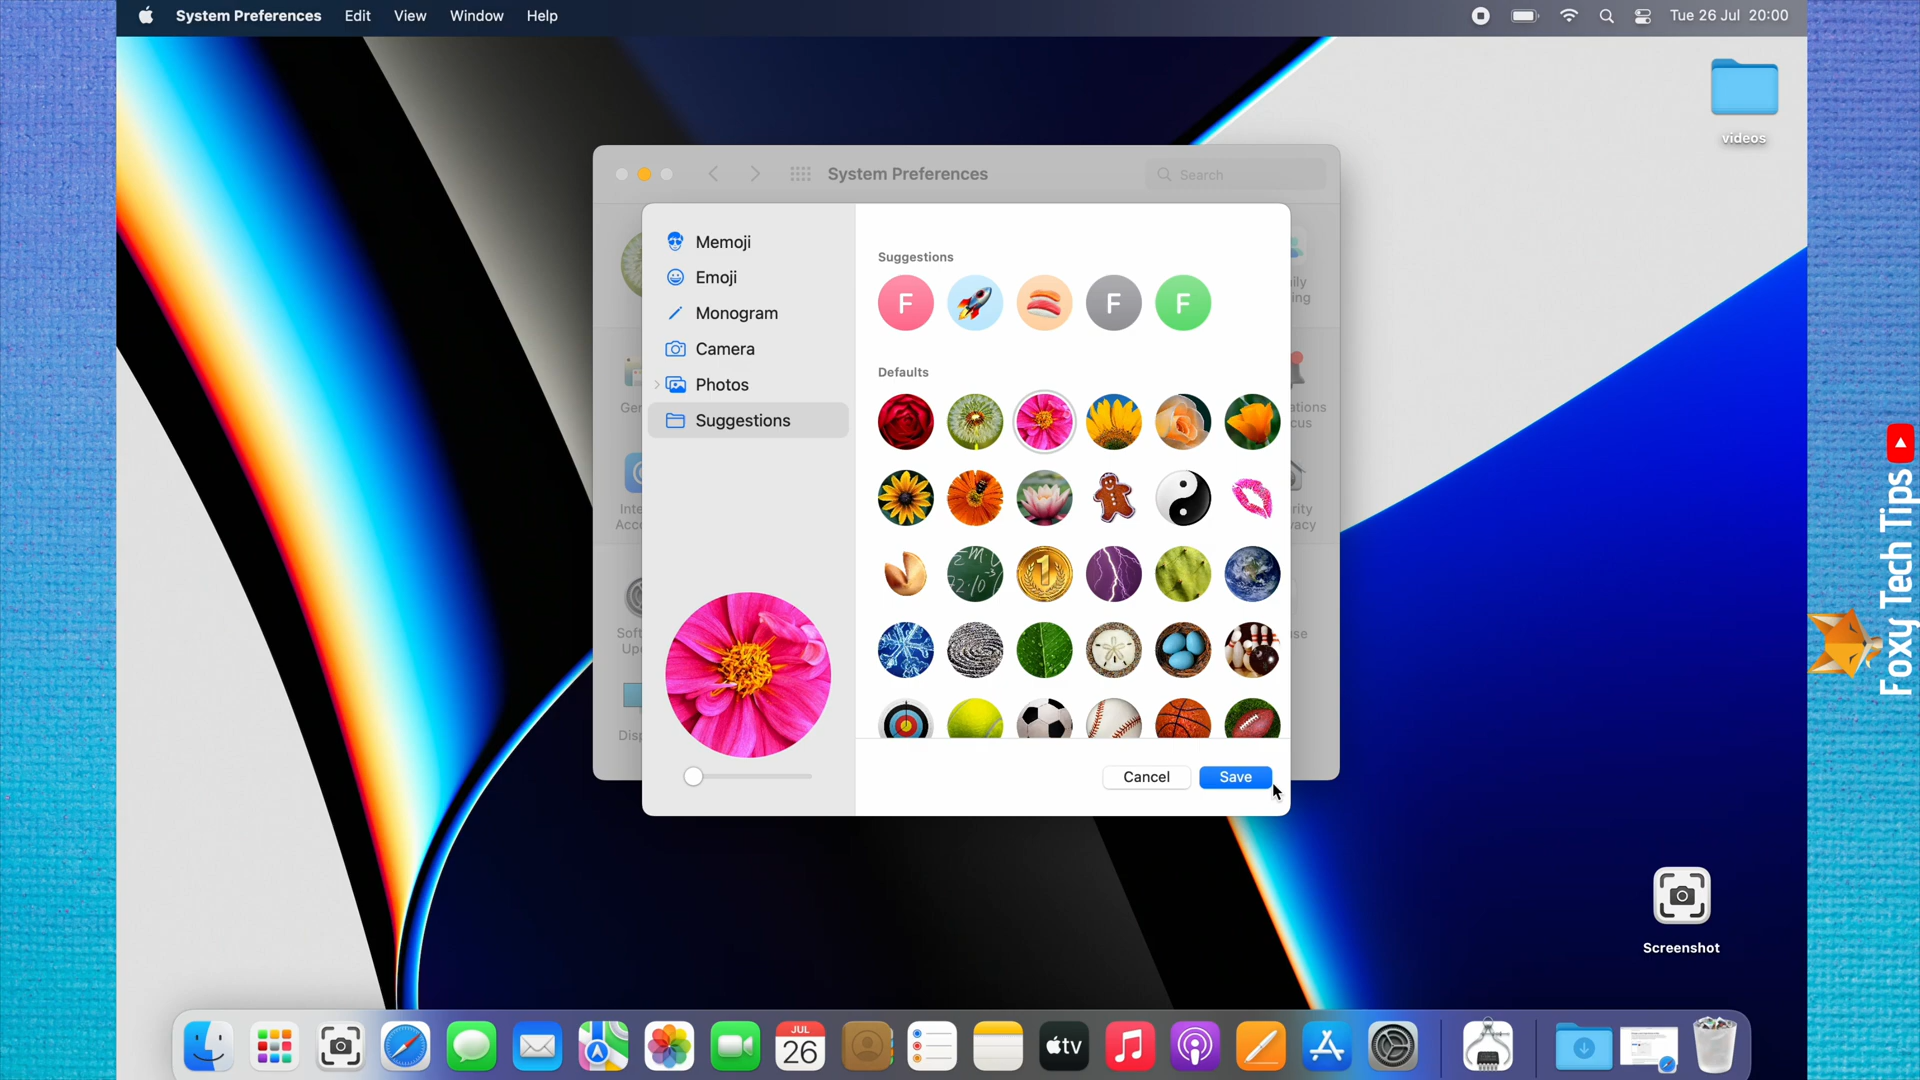 System Preferences Edit View Window Help
Tue 26 Jul 20:00
videos
System Preferences
Search
Memoji
Emoji
Monogram
Camera
Photos
Suggestions
Suggestions
F F F
Defaults
Cancel Save
Screenshot
JUL
26
tv
Foxy Tech Tips